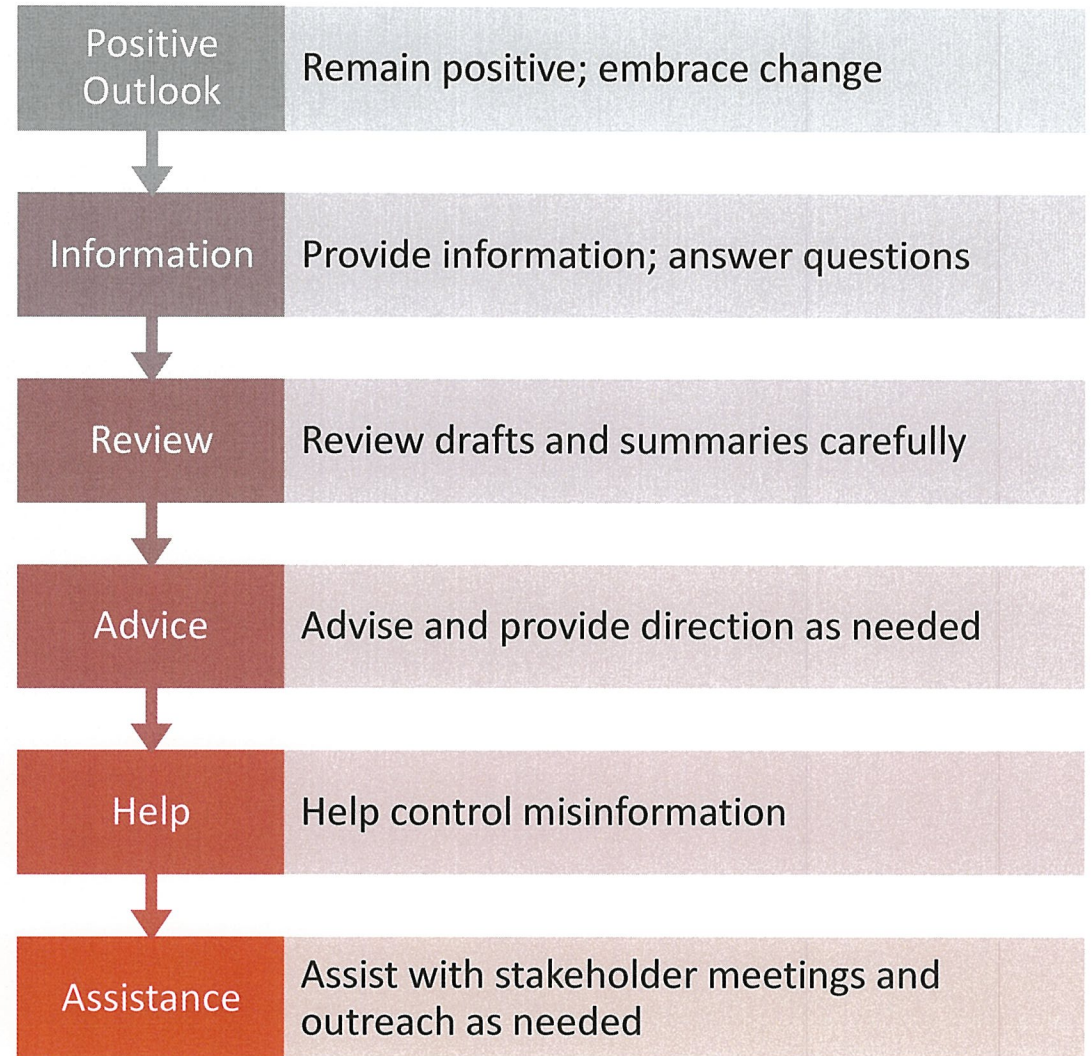 Positive
Outlook
Remain positive; embrace change
Information
Provide information; answer questions
Review
Review drafts and summaries carefully
Advice
Advise and provide direction as needed
Help
Help control misinformation
Assistance
Assist with stakeholder meetings and
outreach as needed